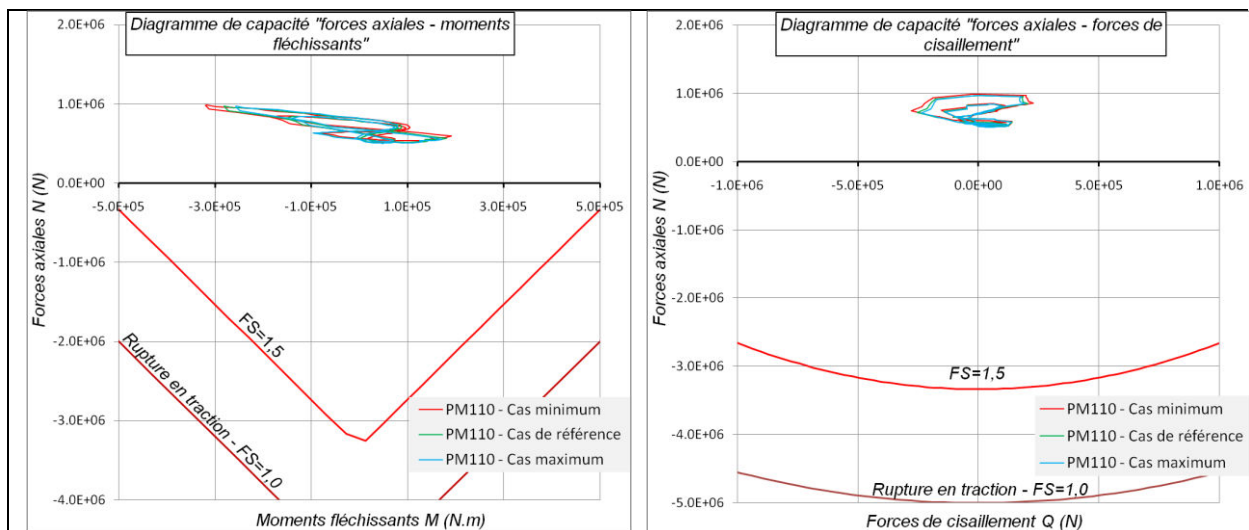 Diagramme de capacité "forces axiales - moments
fléchissants"
2.0E+06
1.0E+06
0.0E+00
-1.0E+06
-2.0E+06
-3.0E+06
-4.0E+06
-5.0E+05
-3.0E+05
-1.0E+05
1.0E+05
3.0E+05
5.0E+05
Forces axiales N (N)
FS=1,5
Rupture en traction - FS=1,0
PM110 - Cas minimum
PM110 - Cas de référence
PM110 - Cas maximum
Moments fléchissants M (N.m)
Diagramme de capacité "forces axiales - forces de
cisaillement"
2.0E+06
1.0E+06
0.0E+00
-1.0E+06
-2.0E+06
-3.0E+06
-4.0E+06
-5.0E+06
-1.0E+06
-5.0E+05
0.0E+00
5.0E+05
1.0E+06
Forces axiales N (N)
FS=1,5
PM110 - Cas minimum
PM110 - Cas de référence
PM110 - Cas maximum
Rupture en traction - FS=1,0
Forces de cisaillement Q (N)